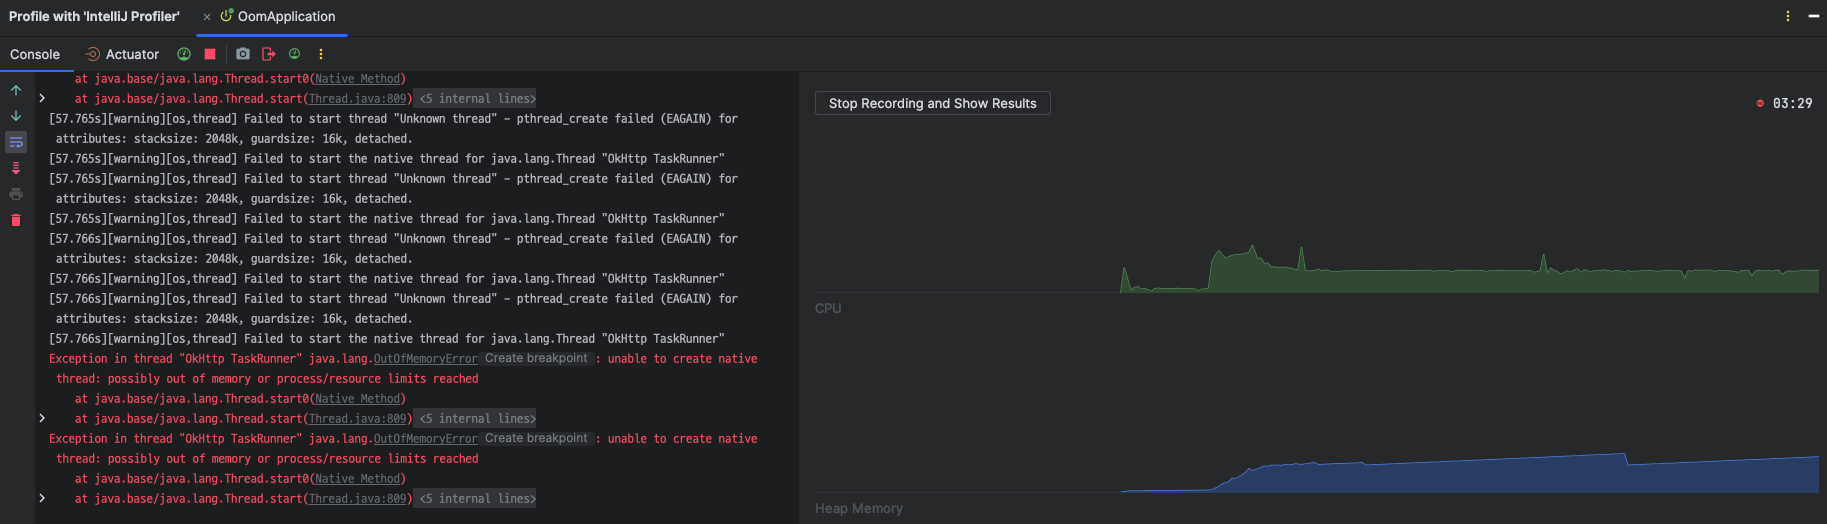 Profile with 'IntelliJ Profiler' × OomApplication
Console Actuator
at java.base/java.lang.Thread.start0(Native Method)
at java.base/java.lang.Thread.start(Thread.java:809) <5 internal lines>
[57.765s][warning][os,thread] Failed to start thread "Unknown thread" - pthread_create failed (EAGAIN) for
attributes: stacksize: 2048k, guardsize: 16k, detached.
[57.765s][warning][os,thread] Failed to start the native thread for java.lang.Thread "OkHttp TaskRunner"
[57.765s][warning][os,thread] Failed to start thread "Unknown thread" - pthread_create failed (EAGAIN) for
attributes: stacksize: 2048k, guardsize: 16k, detached.
[57.765s][warning][os,thread] Failed to start the native thread for java.lang.Thread "OkHttp TaskRunner"
[57.766s][warning][os,thread] Failed to start thread "Unknown thread" - pthread_create failed (EAGAIN) for
attributes: stacksize: 2048k, guardsize: 16k, detached.
[57.766s][warning][os,thread] Failed to start the native thread for java.lang.Thread "OkHttp TaskRunner"
[57.766s][warning][os,thread] Failed to start thread "Unknown thread" - pthread_create failed (EAGAIN) for
attributes: stacksize: 2048k, guardsize: 16k, detached.
[57.766s][warning][os,thread] Failed to start the native thread for java.lang.Thread "OkHttp TaskRunner"
Exception in thread "OkHttp TaskRunner" java.lang.OutOfMemoryError Create breakpoint : unable to create native
thread: possibly out of memory or process/resource limits reached
at java.base/java.lang.Thread.start0(Native Method)
at java.base/java.lang.Thread.start(Thread.java:809) <5 internal lines>
Exception in thread "OkHttp TaskRunner" java.lang.OutOfMemoryError Create breakpoint : unable to create native
thread: possibly out of memory or process/resource limits reached
at java.base/java.lang.Thread.start0(Native Method)
at java.base/java.lang.Thread.start(Thread.java:809) <5 internal lines>
Stop Recording and Show Results
03:29
CPU
Heap Memory